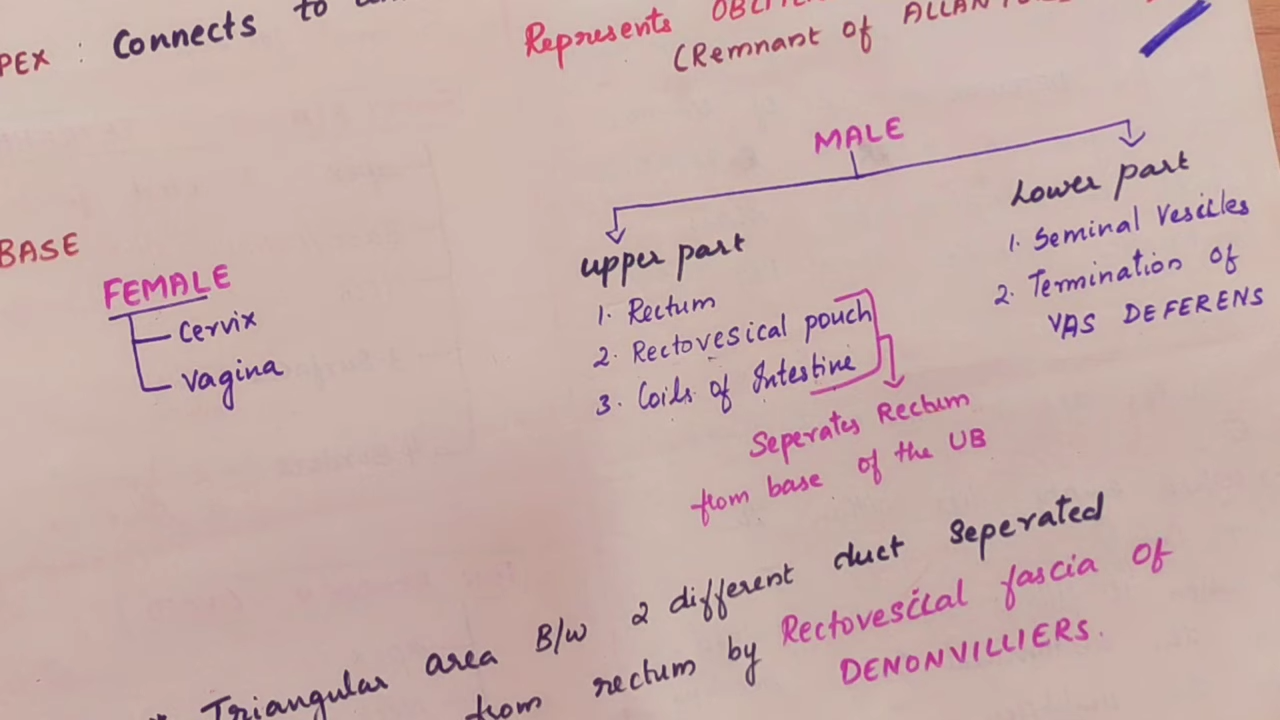 PEX : Connects to
Represents
(Remnant of
BASE
FEMALE
Cervix
Vagina
MALE
upper part
1. Rectum
2. Rectovesical pouch
3. Coils of Intestine
Seperates Rectum
from base of the UB
Lower part
1. Seminal Vesicles
2. Termination of
VAS DEFERENS
Triangular area B/w 2 different duct seperated
from rectum by Rectovesical fascia of
DENONVILLIERS.